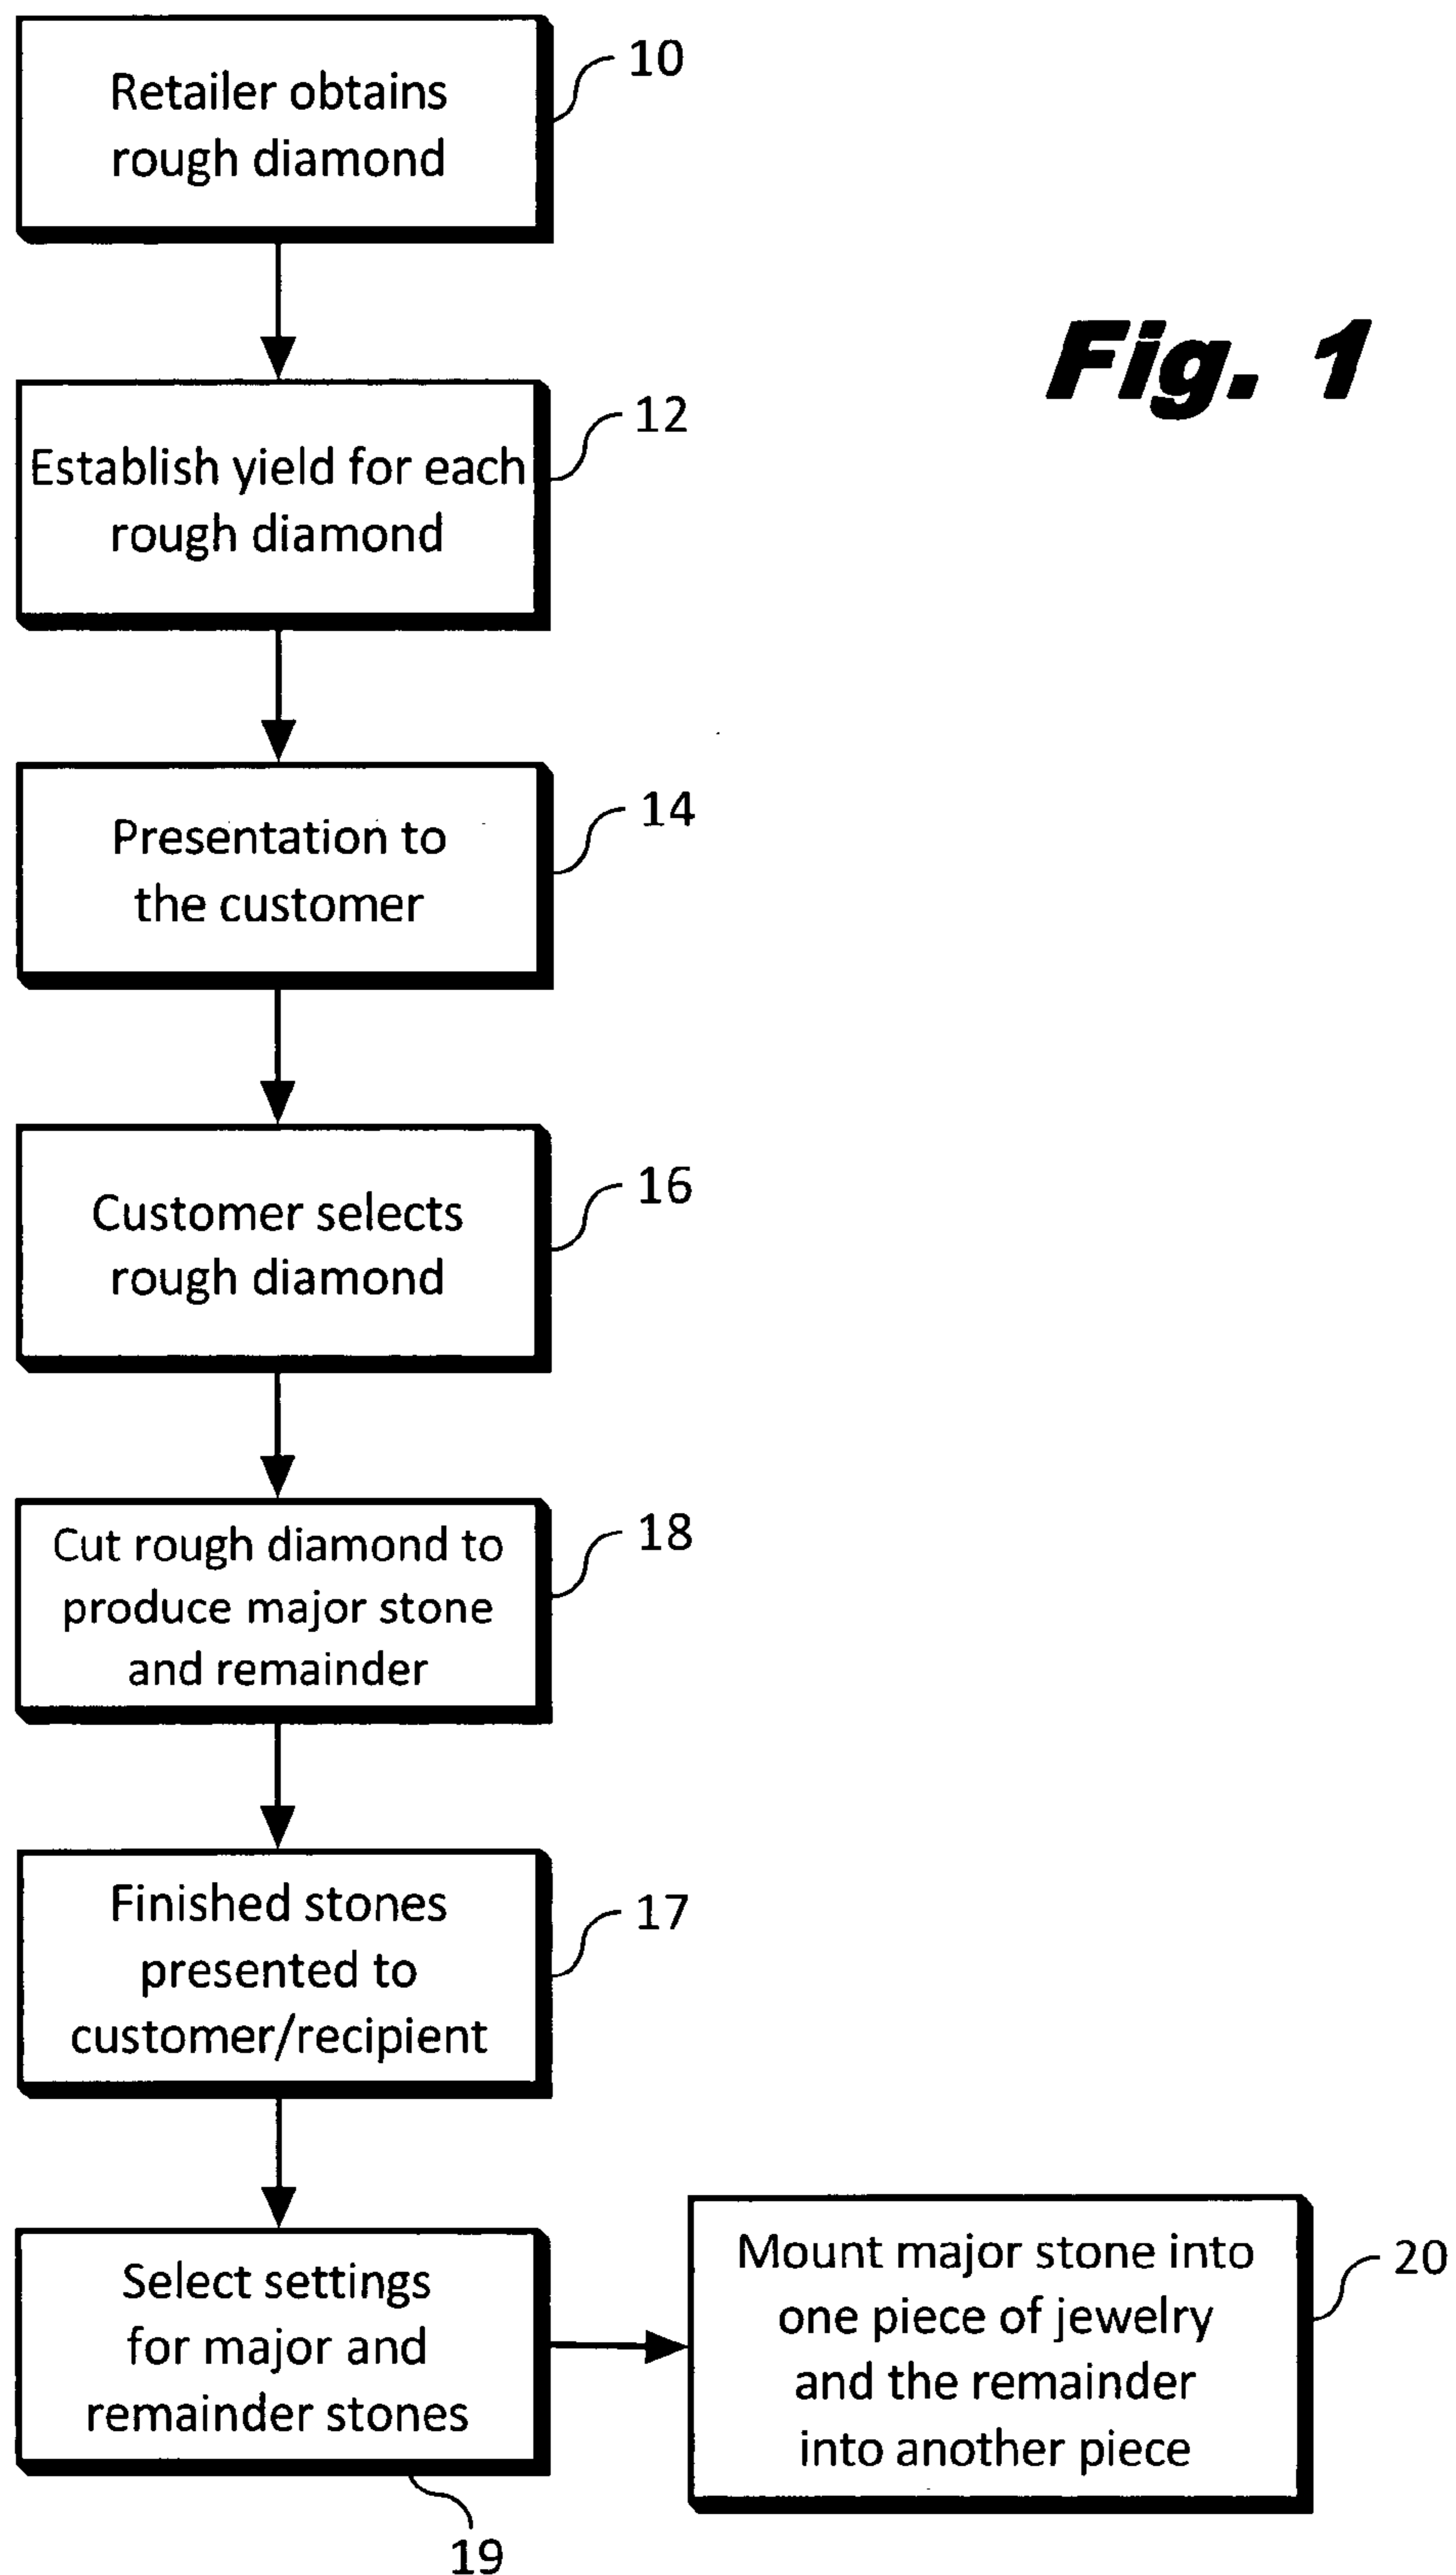 Retailer obtains
rough diamond
10
Fig. 1
Establish yield for each
rough diamond
12
Presentation to
the customer
14
Customer selects
rough diamond
16
Cut rough diamond to
produce major stone
and remainder
18
Finished stones
presented to
customer/recipient
17
Select settings
for major and
remainder stones
19
Mount major stone into
one piece of jewelry
and the remainder
into another piece
20